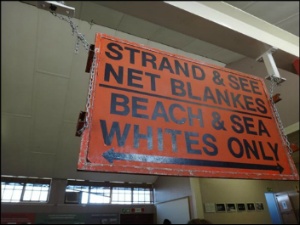 STRAND & SEE
NET BLANKES
BEACH & SEA
WHITES ONLY